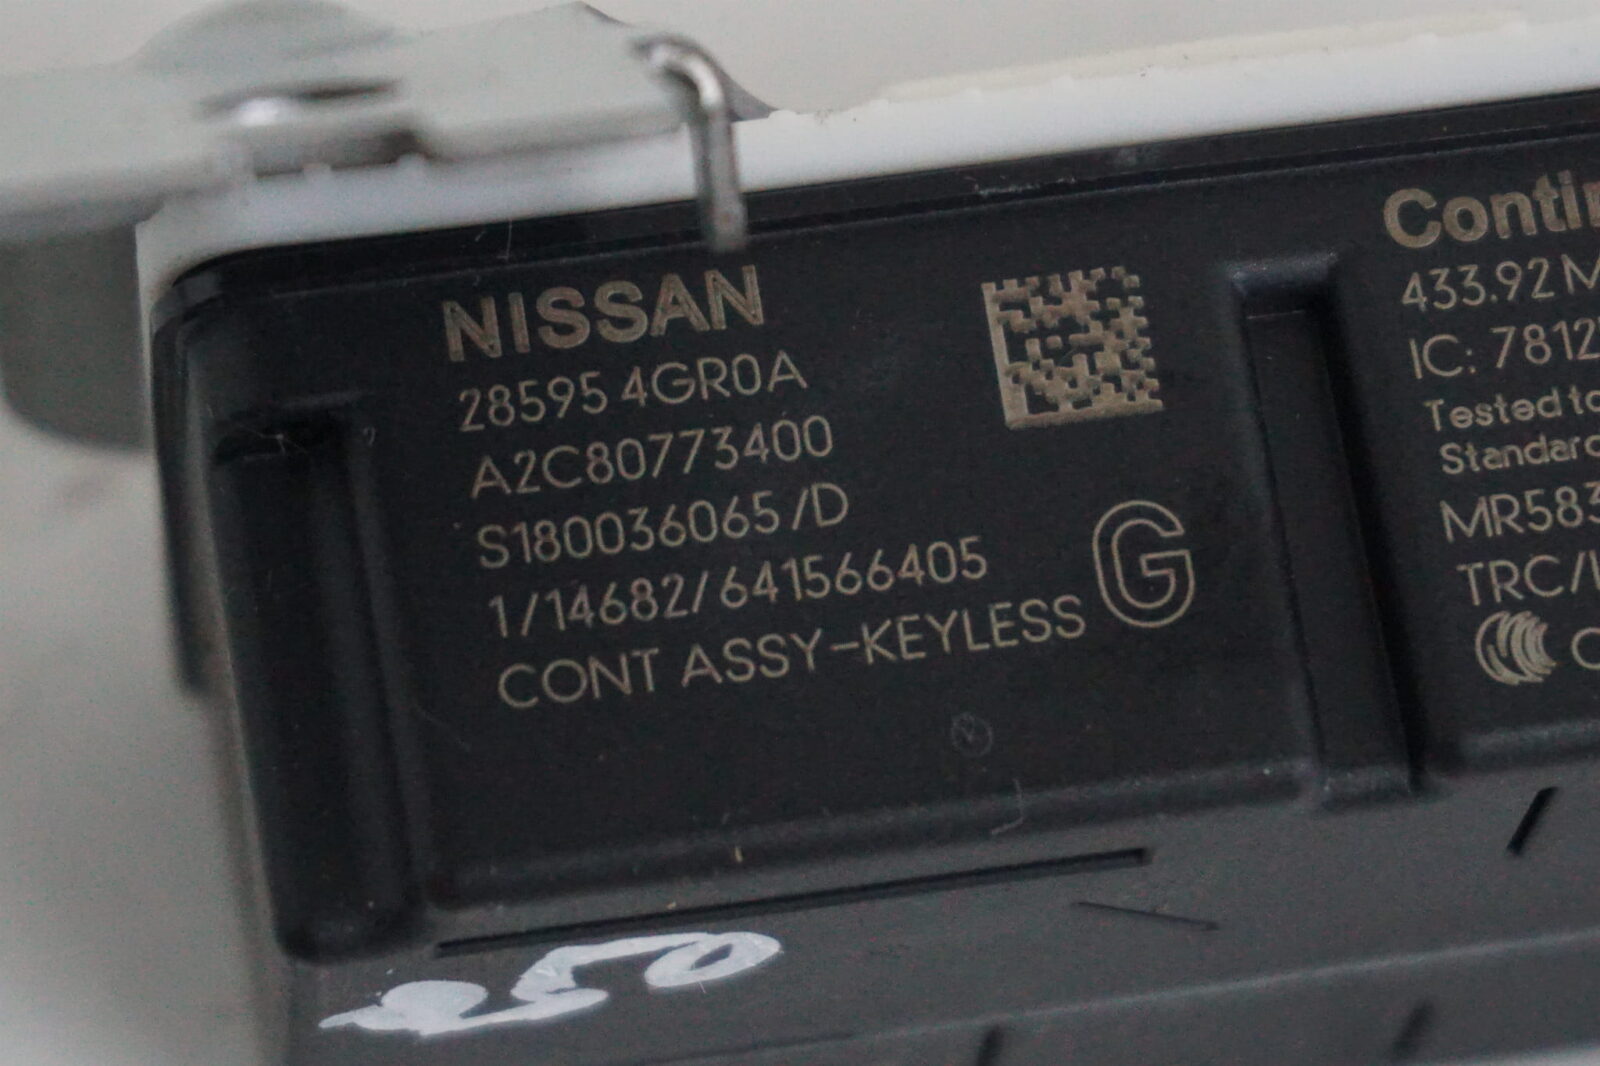 NISSAN
28595 4GR0A
A2C80773400
S180036065/D
1/14682/641566405
CONT ASSY-KEYLESS
G
Contin
433.92 M
IC: 7812
Tested to
Standard
MR583
TRC/
C